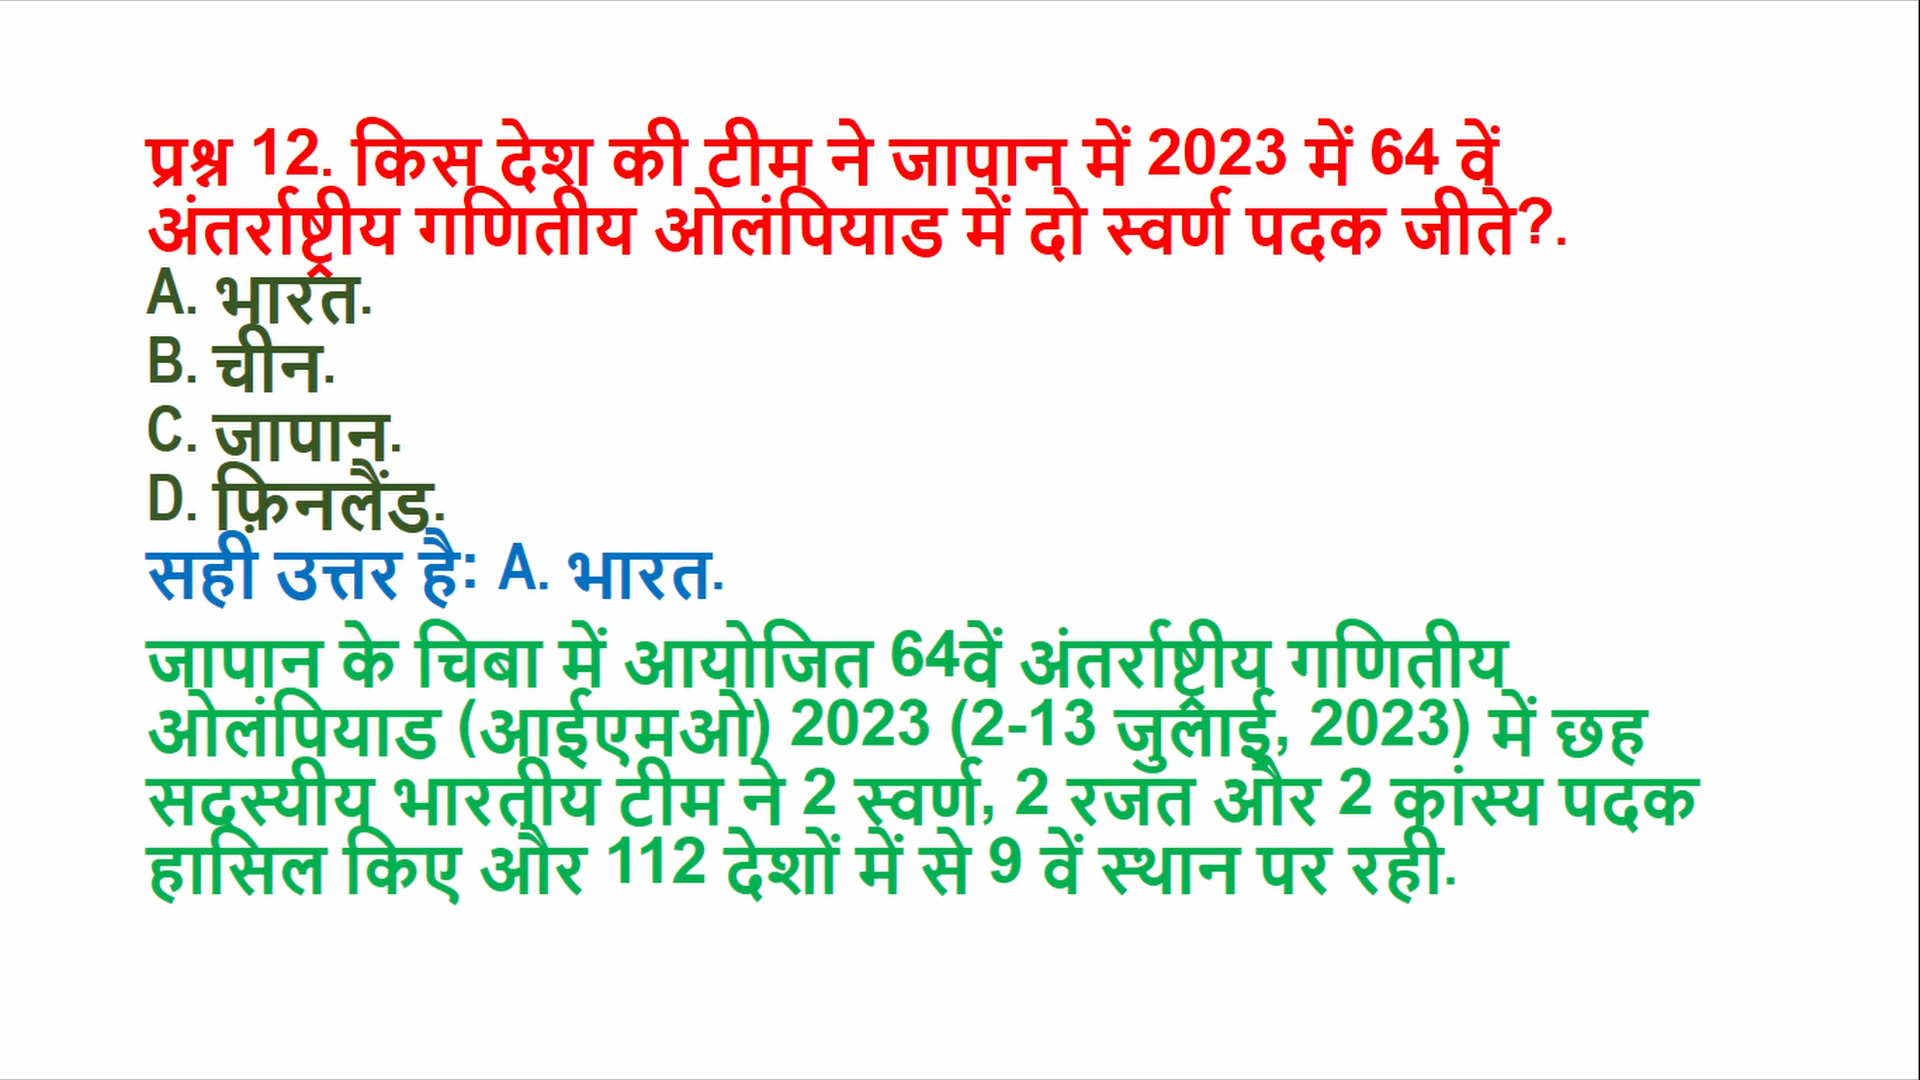 प्रश्न 12. किस देश की टीम ने जापान में 2023 में 64 वें
अंतर्राष्ट्रीय गणितीय ओलंपियाड में दो स्वर्ण पदक जीते?.
A. भारत.
B. चीन.
C. जापान.
D. फ़िनलैंड.
सही उत्तर है: A. भारत.
जापान के चिबा में आयोजित 64वें अंतर्राष्ट्रीय गणितीय
ओलंपियाड (आईएमओ) 2023 (2-13 जुलाई, 2023) में छह
सदस्यीय भारतीय टीम ने 2 स्वर्ण, 2 रजत और 2 कांस्य पदक
हासिल किए और 112 देशों में से 9 वें स्थान पर रही.